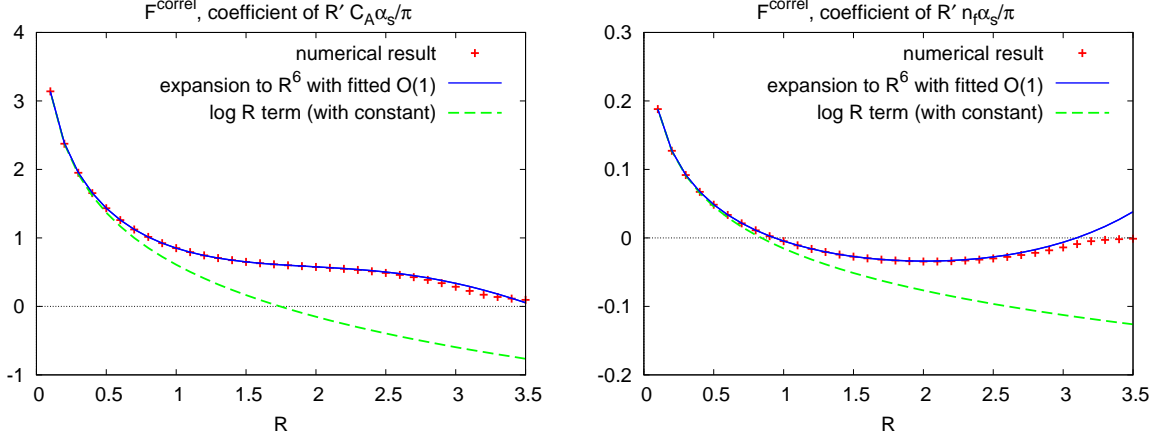 F^correl, coefficient of R′ C_Aα_s/π
numerical result
expansion to R^6 with fitted O(1)
log R term (with constant)
4
3
2
1
0
-1
0 0.5 1 1.5 2 2.5 3 3.5
R
F^correl, coefficient of R′ n_fα_s/π
numerical result
expansion to R^6 with fitted O(1)
log R term (with constant)
0.3
0.2
0.1
0
-0.1
-0.2
0 0.5 1 1.5 2 2.5 3 3.5
R